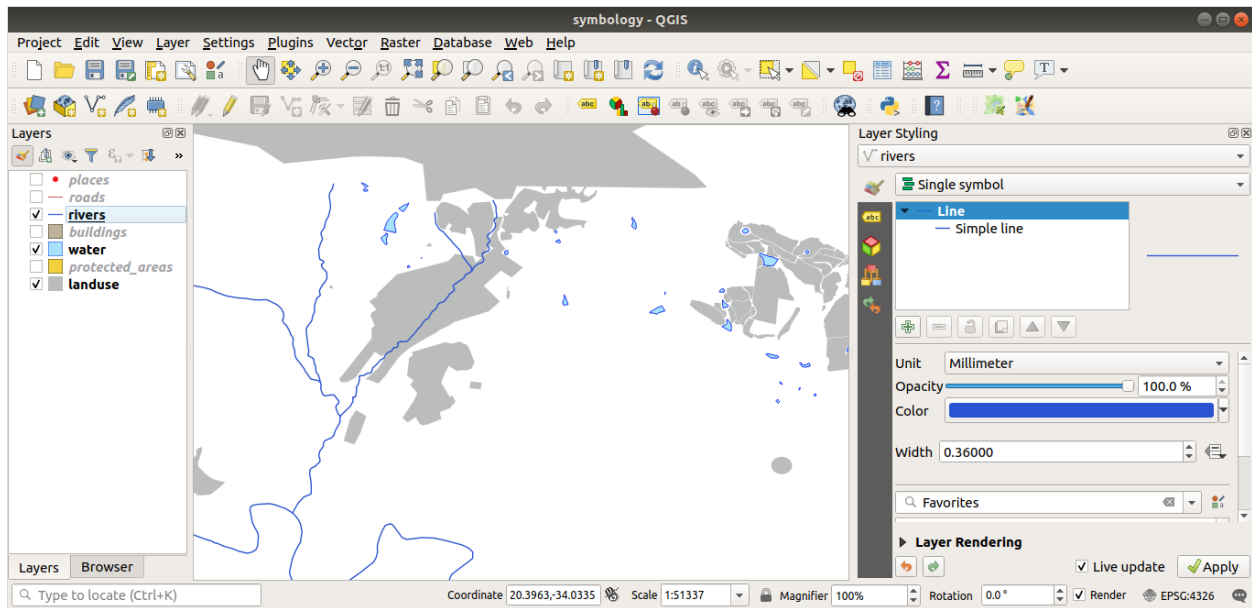 symbology - QGIS
Project Edit View Layer Settings Plugins Vector Raster Database Web Help
Layers
»
places
roads
rivers
buildings
water
protected_areas
landuse
Layers Browser
Layer Styling
rivers
Single symbol
abc
Line
Simple line
Unit Millimeter
Opacity 100.0 %
Color
Width 0.36000
Favorites
Layer Rendering
Live update Apply
Type to locate (Ctrl+K) Coordinate 20.3963,-34.0335 Scale 1:51337 Magnifier 100% Rotation 0.0° Render EPSG:4326